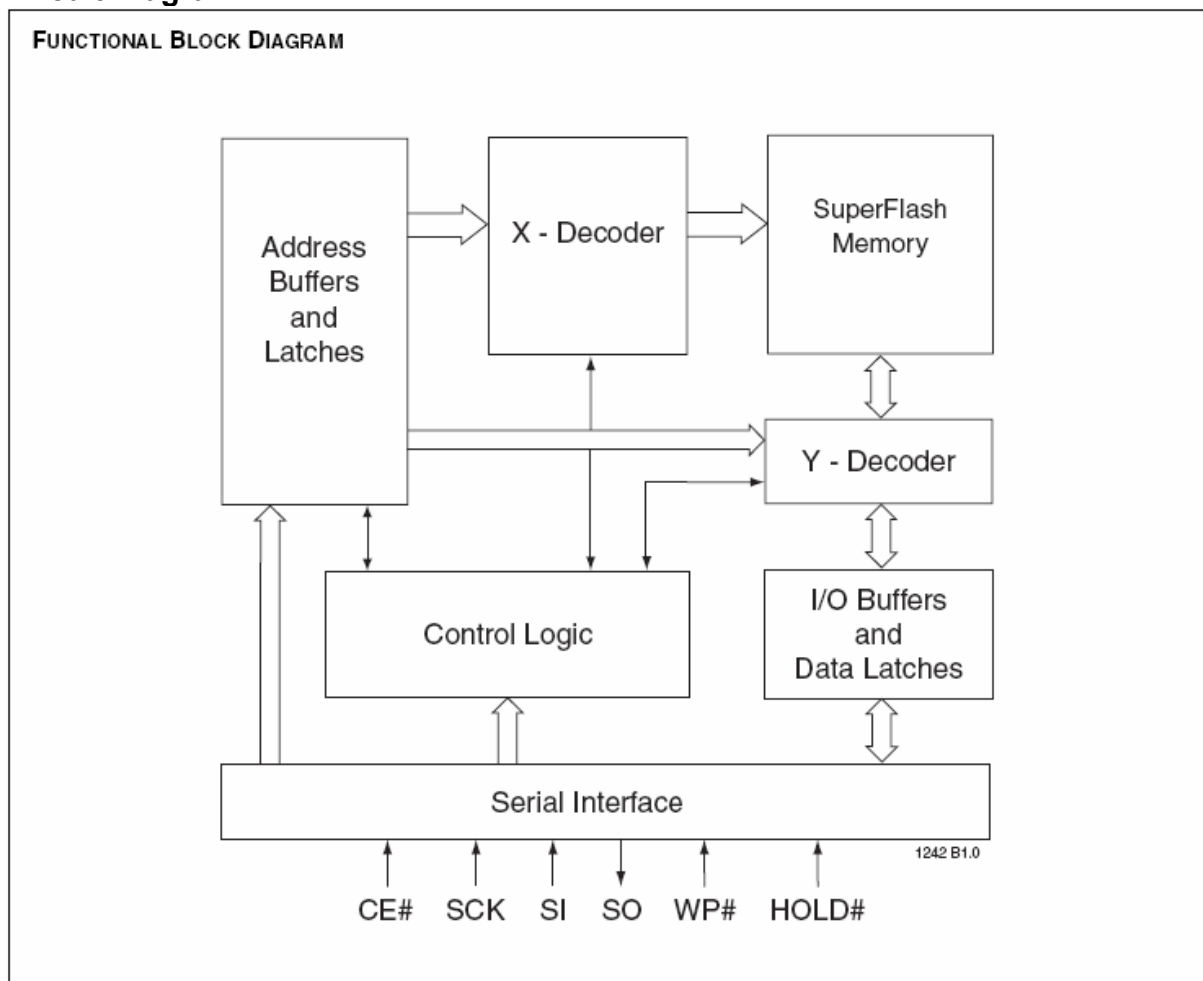 FUNCTIONAL BLOCK DIAGRAM
Address
Buffers
and
Latches
X - Decoder
SuperFlash
Memory
Y - Decoder
Control Logic
I/O Buffers
and
Data Latches
Serial Interface
1242 B1.0
CE# SCK SI SO WP# HOLD#